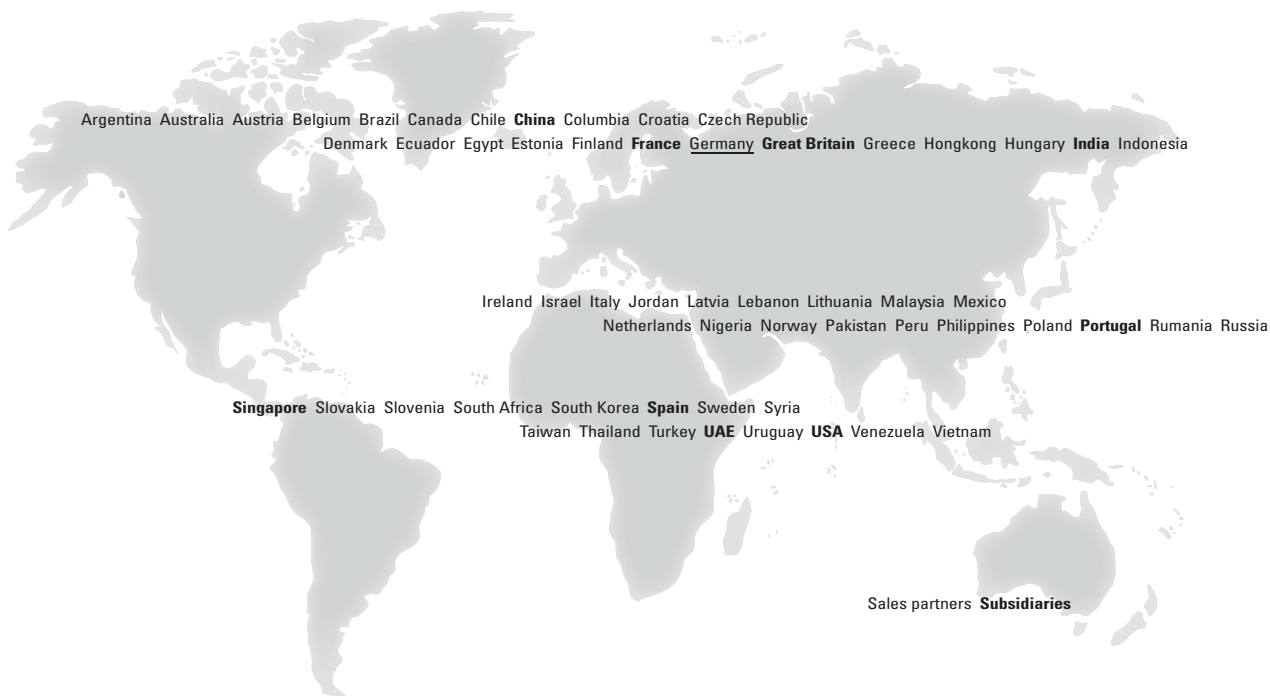 Argentina Australia Austria Belgium Brazil Canada Chile China Columbia Croatia Czech Republic
Denmark Ecuador Egypt Estonia Finland France Germany Great Britain Greece Hongkong Hungary India Indonesia
Ireland Israel Italy Jordan Latvia Lebanon Lithuania Malaysia Mexico
Netherlands Nigeria Norway Pakistan Peru Philippines Poland Portugal Rumania Russia
Singapore Slovakia Slovenia South Africa South Korea Spain Sweden Syria
Taiwan Thailand Turkey UAE Uruguay USA Venezuela Vietnam
Sales partners Subsidiaries